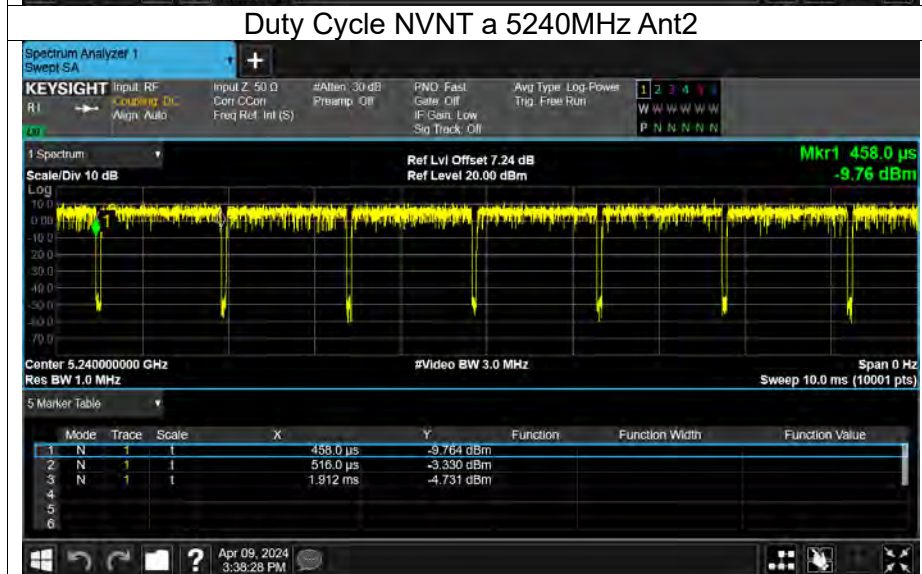 Duty Cycle NVNT a 5240MHz Ant2
Spectrum Analyzer 1
Swept SA
+
KEYSIGHT Input: RF Input Z: 50 Ω #Atten: 30 dB PNO: Fast Avg Type: Log-Power 1 2 3 4 5 6
RL Coupling: DC Corr CCorr Preamp: Off Gate: Off Trig: Free Run W W W W W W
Align: Auto Freq Ref: Int (S) IF Gain: Low
Sig Track: Off P N N N N N
1 Spectrum Ref Lvl Offset 7.24 dB Mkr1 458.0 µs
Scale/Div 10 dB Ref Level 20.00 dBm -9.76 dBm
Log
10.0
0.00
-10.0
-20.0
-30.0
-40.0
-50.0
-60.0
-70.0
1
Center 5.240000000 GHz #Video BW 3.0 MHz Span 0 Hz
Res BW 1.0 MHz Sweep 10.0 ms (10001 pts)
5 Marker Table
Mode Trace Scale X Y Function Function Width Function Value
1 N 1 t 458.0 µs -9.764 dBm
2 N 1 t 516.0 µs -3.330 dBm
3 N 1 t 1.912 ms -4.731 dBm
4
5
6
? Apr 09, 2024
3:38:28 PM